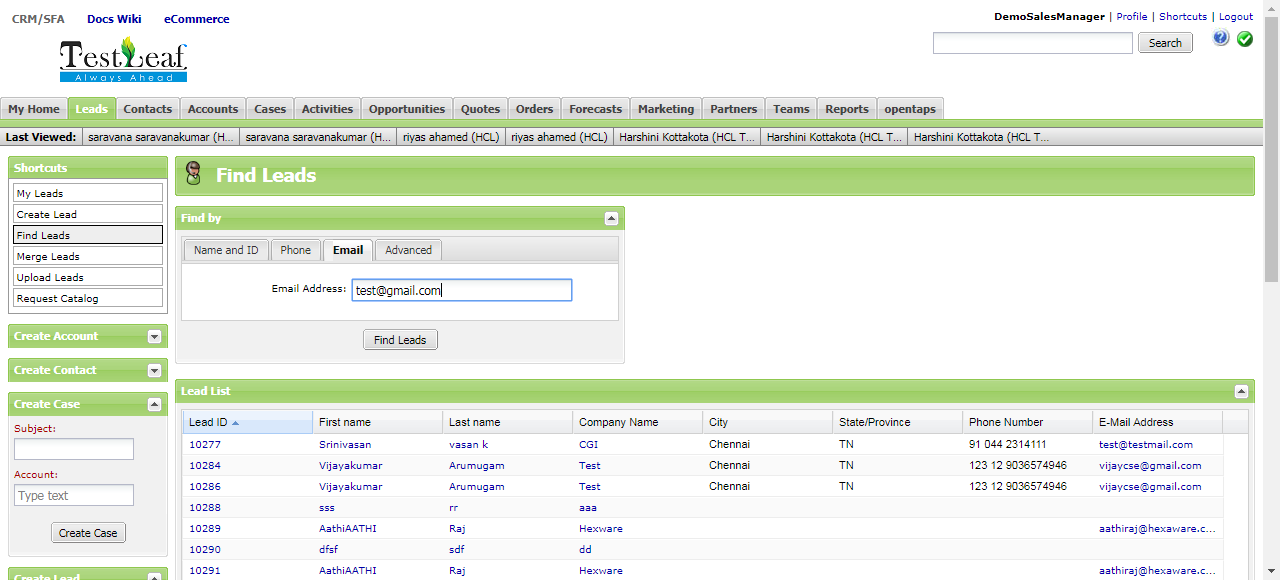 CRM/SFA Docs Wiki eCommerce
DemoSalesManager | Profile | Shortcuts | Logout
TestLeaf
Always Ahead
Search
My Home Leads Contacts Accounts Cases Activities Opportunities Quotes Orders Forecasts Marketing Partners Teams Reports opentaps
Last Viewed: saravana saravanakumar (H... saravana saravanakumar (H... riyas ahamed (HCL) riyas ahamed (HCL) Harshini Kottakota (HCL T... Harshini Kottakota (HCL T... Harshini Kottakota (HCL T...
Shortcuts
My Leads
Create Lead
Find Leads
Merge Leads
Upload Leads
Request Catalog
Create Account
Create Contact
Create Case
Subject:
Account:
Type text
Create Case
Create Lead
Find Leads
Find by
Name and ID Phone Email Advanced
Email Address: test@gmail.com
Find Leads
Lead List
Lead ID First name Last name Company Name City State/Province Phone Number E-Mail Address
10277 Srinivasan vasan k CGI Chennai TN 91 044 2314111 test@testmail.com
10284 Vijayakumar Arumugam Test Chennai TN 123 12 9036574946 vijaycse@gmail.com
10286 Vijayakumar Arumugam Test Chennai TN 123 12 9036574946 vijaycse@gmail.com
10288 sss rr aaa
10289 AathiAATHI Raj Hexware aathiraj@hexaware.c...
10290 dfsf sdf dd
10291 AathiAATHI Raj Hexware aathiraj@hexaware.c...